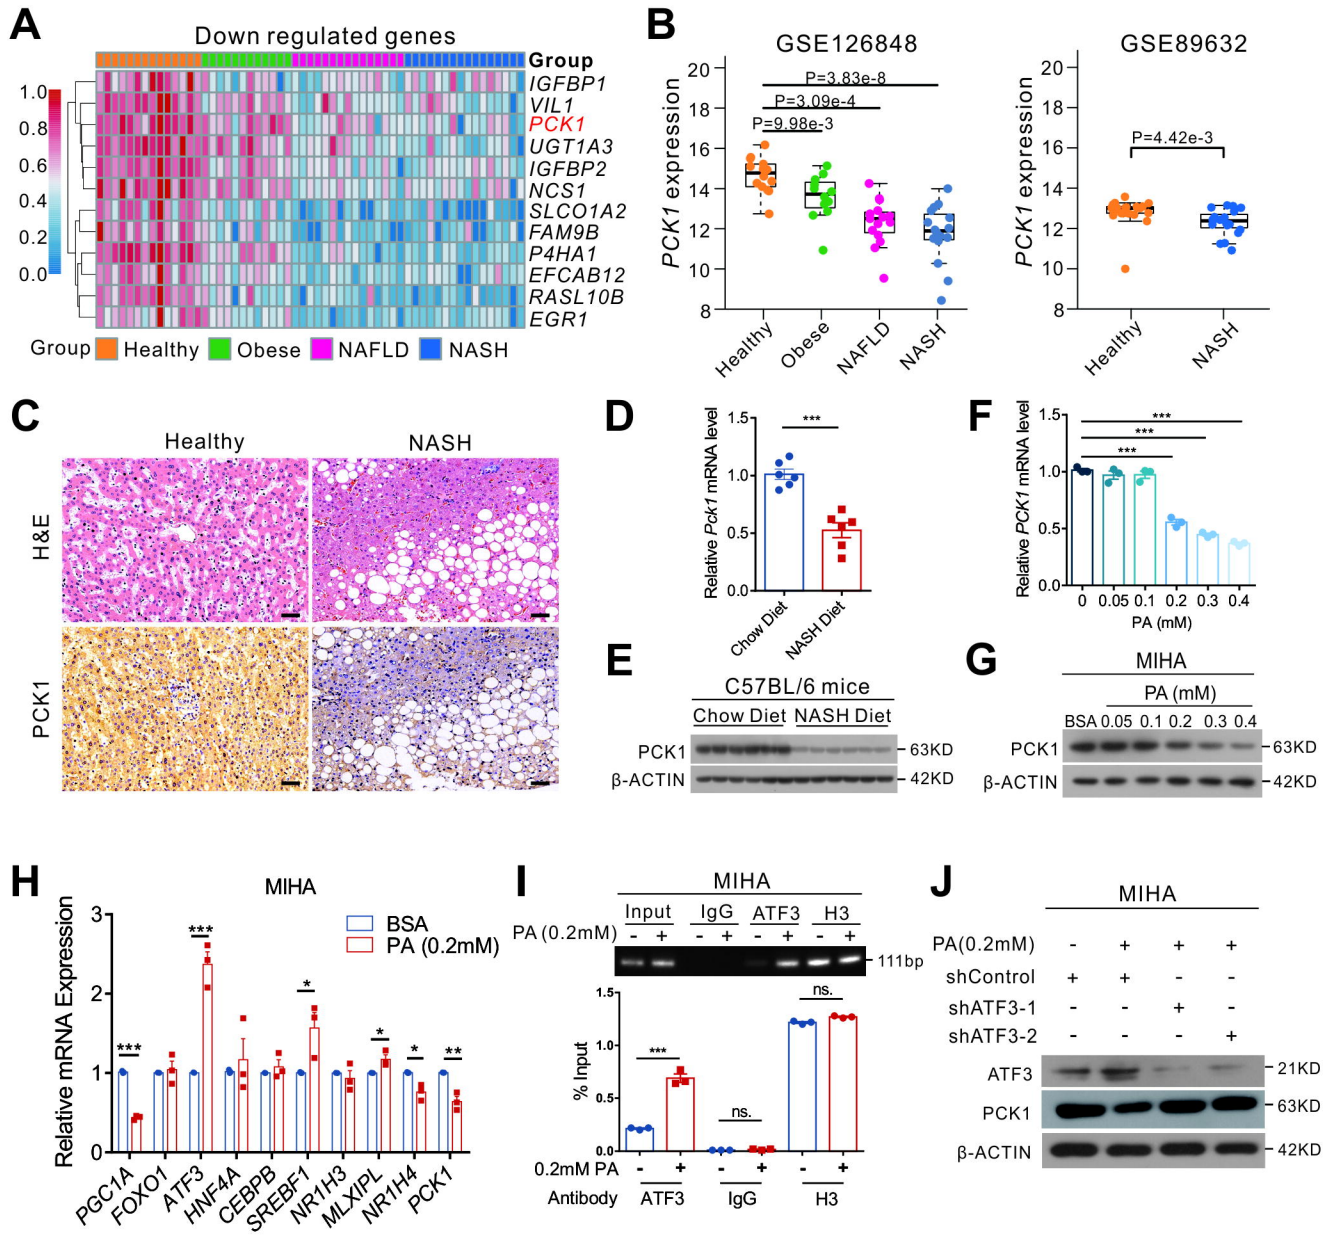 A
Down regulated genes
Group
1.0
0.8
0.6
0.4
0.2
0.0
IGFBP1
VIL1
PCK1
UGT1A3
IGFBP2
NCS1
SLCO1A2
FAM9B
P4HA1
EFCAB12
RASL10B
EGR1
Group Healthy Obese NAFLD NASH
B
GSE126848
PCK1 expression
20
18
16
14
12
10
8
P=3.83e-8
P=3.09e-4
P=9.98e-3
Healthy Obese NAFLD NASH
GSE89632
PCK1 expression
20
18
16
14
12
10
8
P=4.42e-3
Healthy NASH
C
Healthy NASH
H&E
PCK1
D
Relative Pck1 mRNA level
1.5
1.0
0.5
0.0
***
Chow Diet NASH Diet
E
C57BL/6 mice
Chow Diet NASH Diet
PCK1 63KD
β-ACTIN 42KD
F
Relative PCK1 mRNA level
1.5
1.0
0.5
0.0
***
***
***
0 0.05 0.1 0.2 0.3 0.4
PA (mM)
G
MIHA
PA (mM)
BSA 0.05 0.1 0.2 0.3 0.4
PCK1 63KD
β-ACTIN 42KD
H
MIHA
Relative mRNA Expression
3
2
1
0
BSA
PA (0.2mM)
*** *** * * * **
PGC1A FOXO1 ATF3 HNF4A CEBPB SREBF1 NR1H3 MLXIPL NR1H4 PCK1
I
MIHA
Input IgG ATF3 H3
PA (0.2mM) - + - + - + - +
111bp
% Input
1.5
1.0
0.5
0.0
*** ns. ns.
0.2mM PA - + - + - +
Antibody ATF3 IgG H3
J
MIHA
PA(0.2mM) - + + +
shControl + + - -
shATF3-1 - - + -
shATF3-2 - - - +
ATF3 21KD
PCK1 63KD
β-ACTIN 42KD